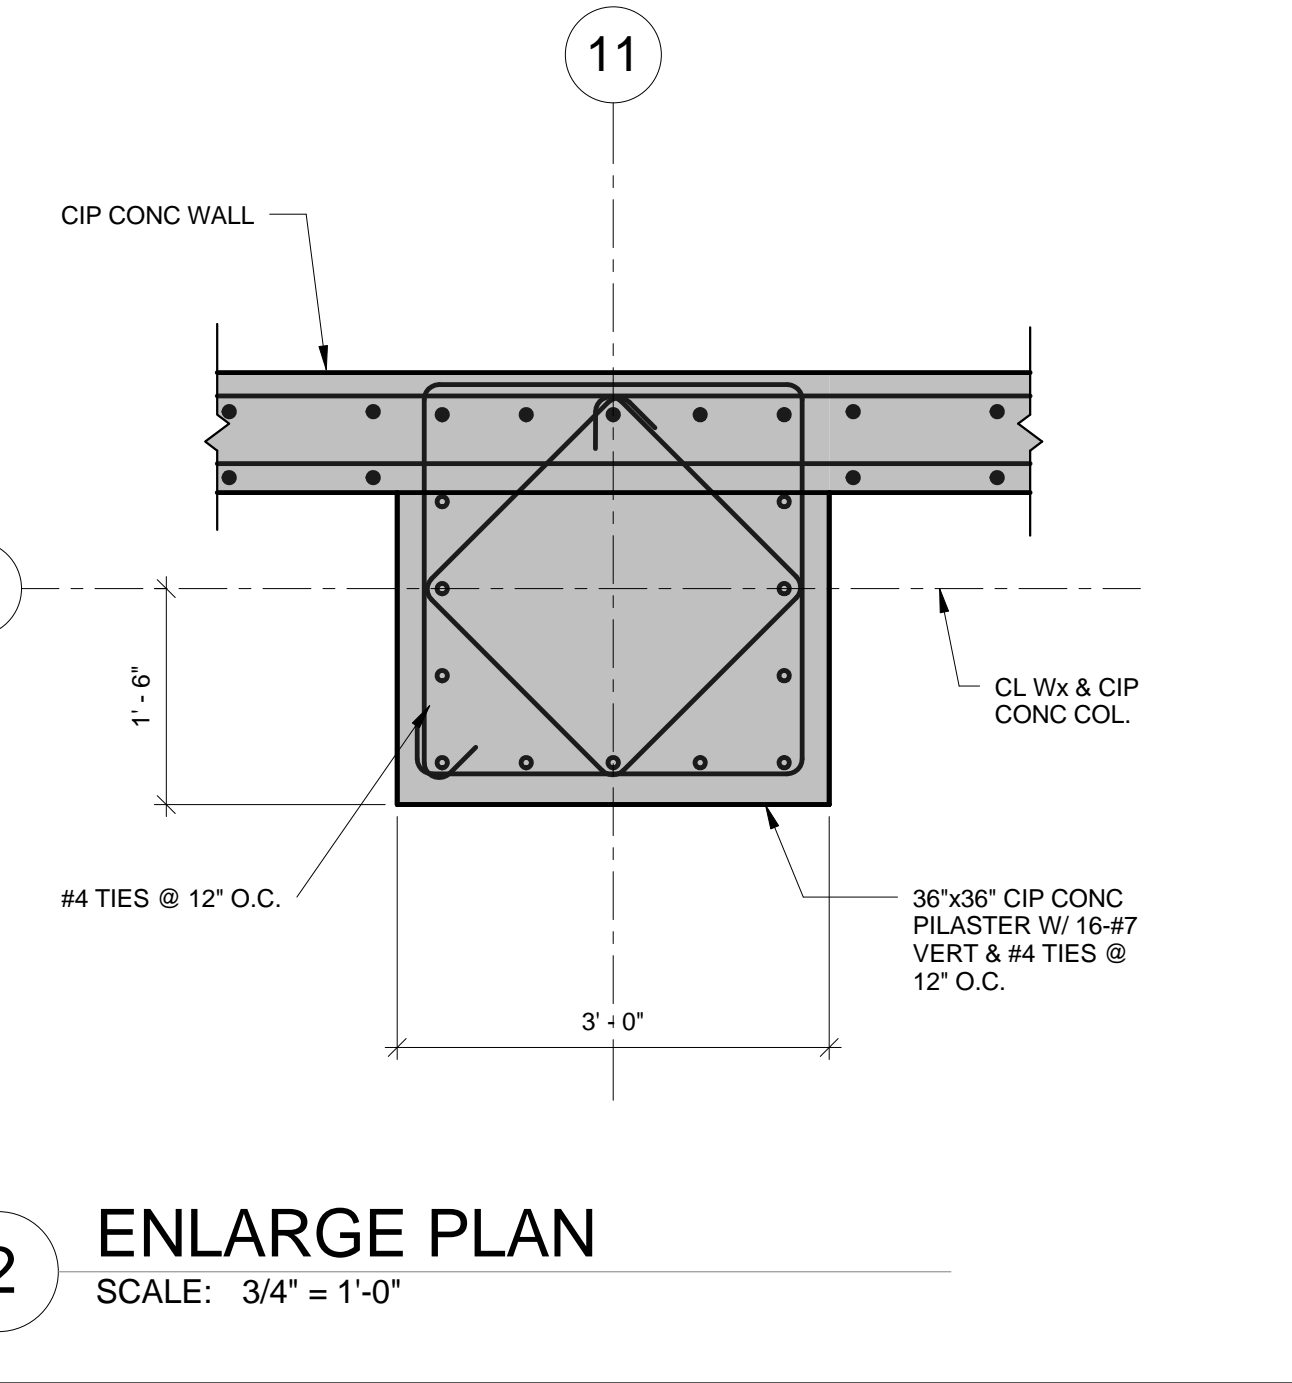 11
CIP CONC WALL
1' - 6"
CL Wx & CIP
CONC COL.
#4 TIES @ 12" O.C.
36"x36" CIP CONC
PILASTER W/ 16-#7
VERT & #4 TIES @
12" O.C.
3' - 0"
2
ENLARGE PLAN
SCALE: 3/4" = 1'-0"